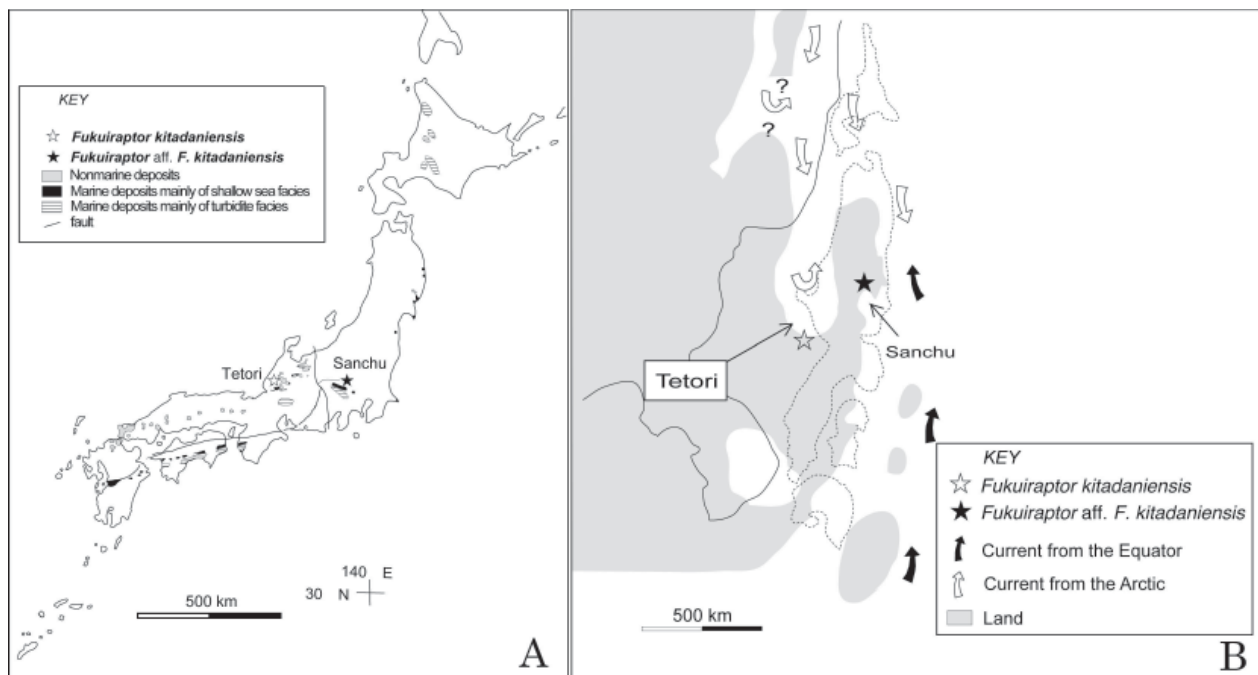 KEY
Fukuiraptor kitadaniensis
Fukuiraptor aff. F. kitadaniensis
Nonmarine deposits
Marine deposits mainly of shallow sea facies
Marine deposits mainly of turbidite facies
fault
Tetori
Sanchu
500 km
140 E
30 N
A
?
?
Tetori
Sanchu
KEY
Fukuiraptor kitadaniensis
Fukuiraptor aff. F. kitadaniensis
Current from the Equator
Current from the Arctic
Land
500 km
B